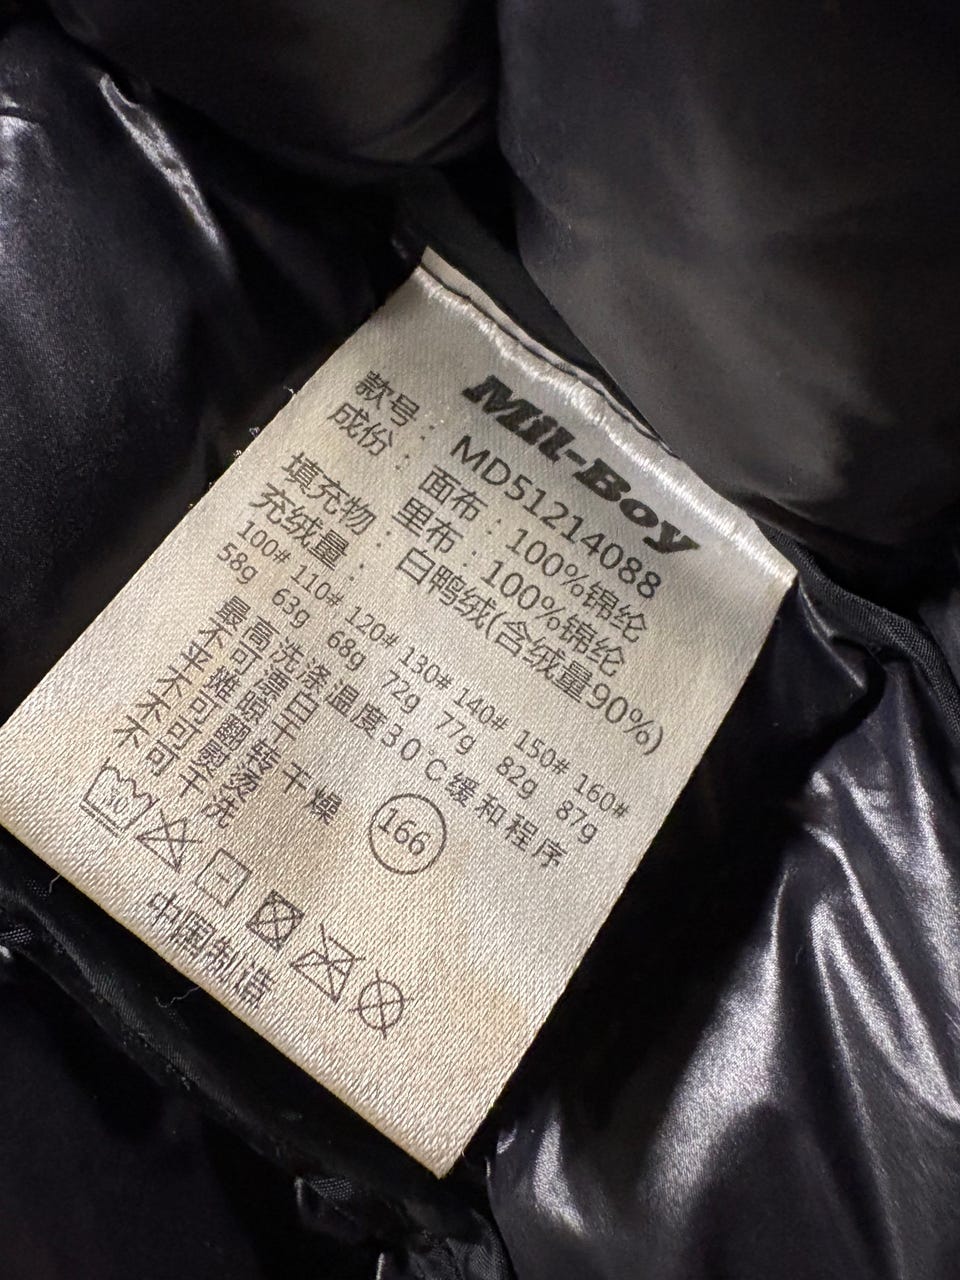 Mil-Boy
款号：MD51214088
成份：面布：100%锦纶
里布：100%锦纶
填充物：白鸭绒(含绒量90%)
充绒量：
100# 110# 120# 130# 140# 150# 160#
58g 63g 68g 72g 77g 82g 87g
最高洗涤温度30℃缓和程序
不可漂白
平摊晾干
不可翻转干燥
不可熨烫
不可干洗
166
30
中国制造